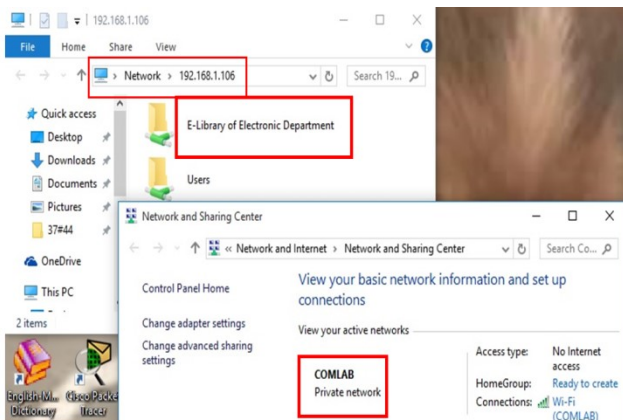 192.168.1.106
File Home Share View
Network > 192.168.1.106
Search 19...
Quick access
Desktop
Downloads
Documents
Pictures
37#44
OneDrive
This PC
2 items
E-Library of Electronic Department
Users
Network and Sharing Center
« Network and Internet > Network and Sharing Center
Search Co...
Control Panel Home
Change adapter settings
Change advanced sharing
settings
View your basic network information and set up
connections
View your active networks
COMLAB
Private network
Access type: No Internet
access
HomeGroup: Ready to create
Connections: Wi-Fi
(COMLAB)
Cisco Packet
Dictionary Tracer